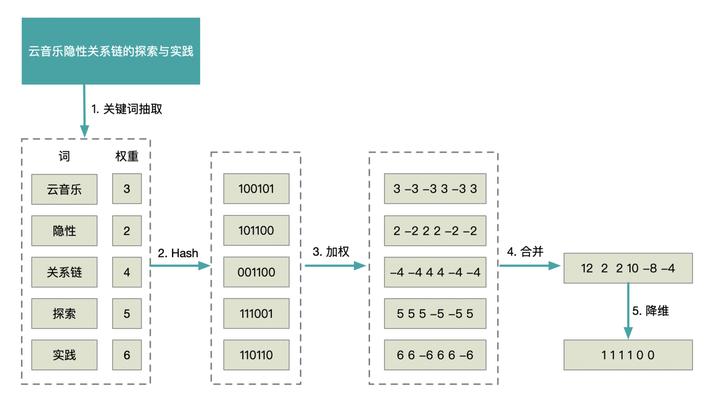 云音乐隐性关系链的探索与实践
1. 关键词抽取
词 权重
云音乐 3
隐性 2
关系链 4
探索 5
实践 6
2. Hash
100101
101100
001100
111001
110110
3. 加权
3 -3 -3 3 -3 3
2 -2 2 2 -2 -2
-4 -4 4 4 -4 -4
5 5 5 -5 -5 5
6 6 -6 6 6 -6
4. 合并
12 2 2 10 -8 -4
5. 降维
1 1 1 1 0 0